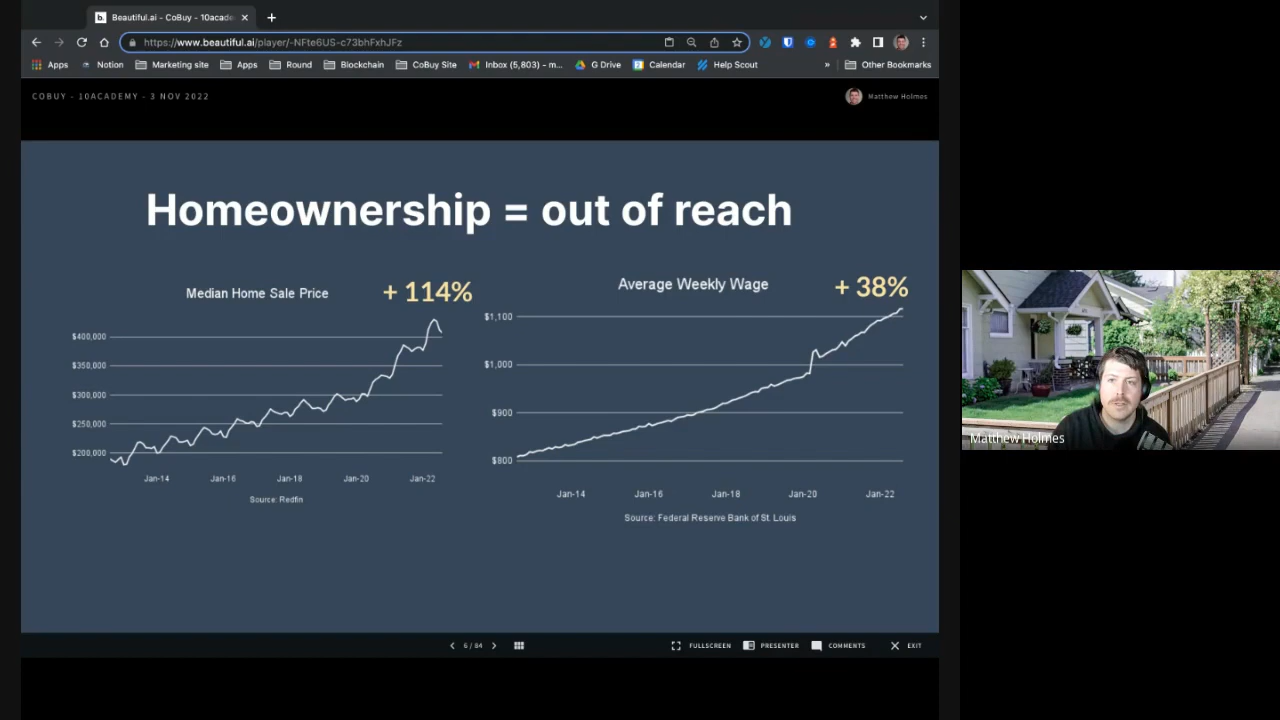 Beautiful.ai - CoBuy - 10acade
https://www.beautiful.ai/player/-NFte6US-c73bhFxhJFz
Apps Notion Marketing site Apps Round Blockchain CoBuy Site Inbox (5,803) – m... G Drive Calendar Help Scout » Other Bookmarks
COBUY - 10ACADEMY - 3 NOV 2022
Matthew Holmes
Homeownership = out of reach
Median Home Sale Price
+ 114%
$400,000
$350,000
$300,000
$250,000
$200,000
Jan-14 Jan-16 Jan-18 Jan-20 Jan-22
Source: Redfin
Average Weekly Wage
+ 38%
$1,100
$1,000
$900
$800
Jan-14 Jan-16 Jan-18 Jan-20 Jan-22
Source: Federal Reserve Bank of St. Louis
Matthew Holmes
6 / 84
FULLSCREEN PRESENTER COMMENTS EXIT